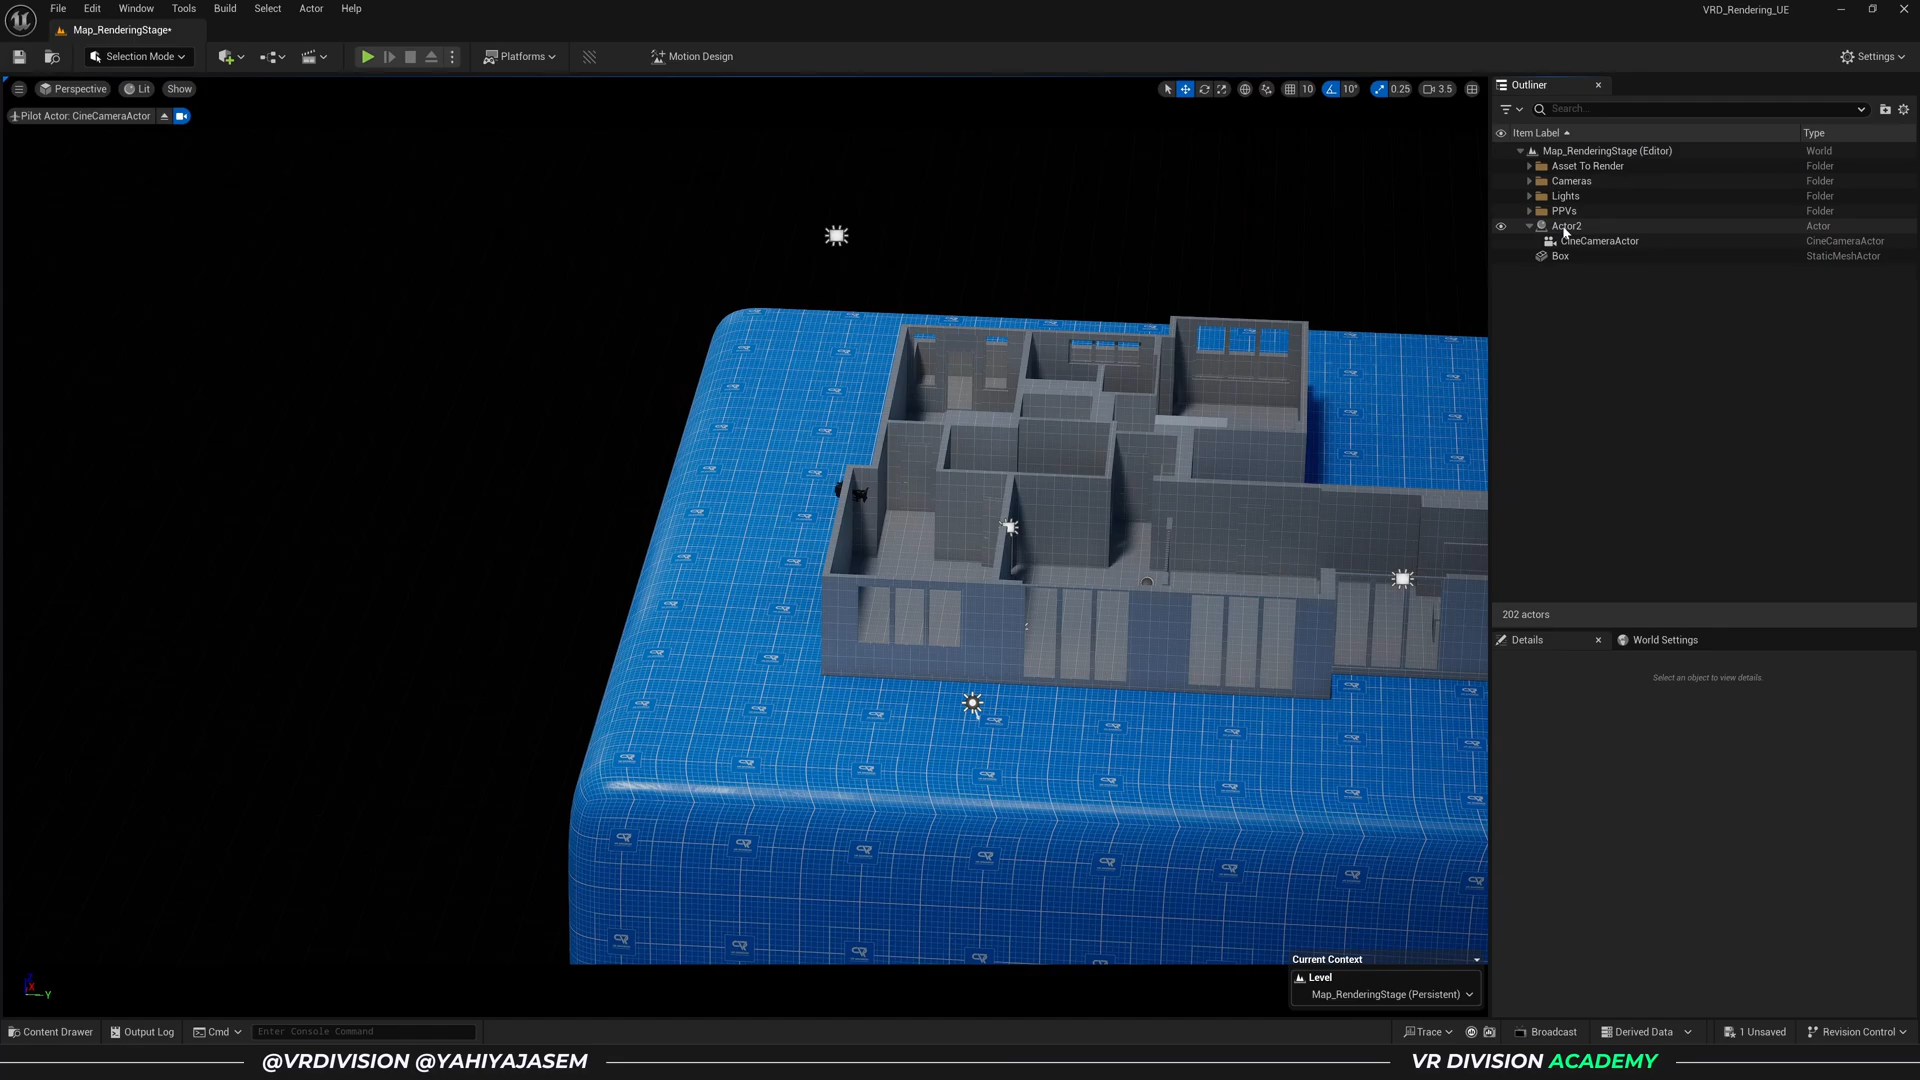 File Edit Window Tools Build Select Actor Help
VRD_Rendering_UE
Map_RenderingStage*
Selection Mode
Platforms
Motion Design
Settings
Perspective Lit Show
10 10° 0.25 3.5
Pilot Actor: CineCameraActor
Outliner
Search...
Item Label Type
Map_RenderingStage (Editor) World
Asset To Render Folder
Cameras Folder
Lights Folder
PPVs Folder
Actor2 Actor
CineCameraActor CineCameraActor
Box StaticMeshActor
202 actors
Details World Settings
Select an object to view details.
Current Context
Level
Map_RenderingStage (Persistent)
X Y
Content Drawer Output Log Cmd Enter Console Command
Trace Broadcast Derived Data 1 Unsaved Revision Control
@VRDIVISION @YAHIYAJASEM VR DIVISION ACADEMY